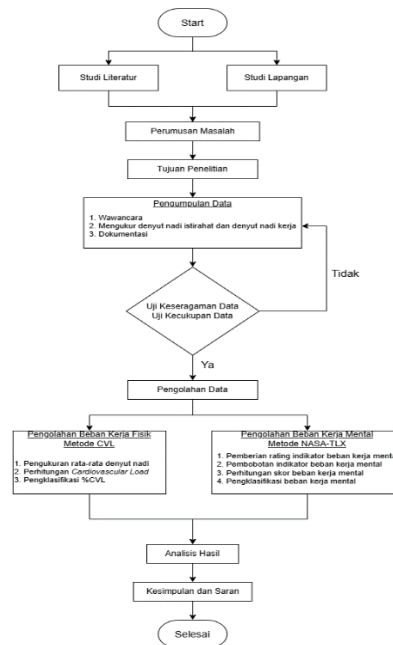 Start
Studi Literatur
Studi Lapangan
Perumusan Masalah
Tujuan Penelitian
Pengumpulan Data
1. Wawancara
2. Mengukur denyut nadi istirahat dan denyut nadi kerja
3. Dokumentasi
Tidak
Uji Keseragaman Data
Uji Kecukupan Data
Ya
Pengolahan Data
Pengolahan Beban Kerja Fisik
Metode CVL
1. Pengukuran rata-rata denyut nadi
2. Perhitungan Cardiovascular Load
3. Pengklasifikasi %CVL
Pengolahan Beban Kerja Mental
Metode NASA-TLX
1. Pemberian rating indikator beban kerja menta
2. Pembobotan indikator beban kerja mental
3. Perhitungan skor beban kerja mental
4. Pengklasifikasi beban kerja mental
Analisis Hasil
Kesimpulan dan Saran
Selesai